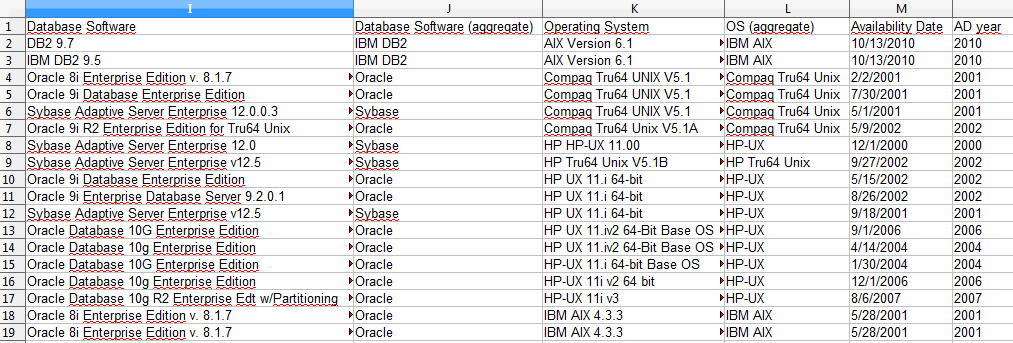 I J K L M
1 Database Software Database Software (aggregate) Operating System OS (aggregate) Availability Date AD year
2 DB2 9.7 IBM DB2 AIX Version 6.1 IBM AIX 10/13/2010 2010
3 IBM DB2 9.5 IBM DB2 AIX Version 6.1 IBM AIX 10/13/2010 2010
4 Oracle 8i Enterprise Edition v. 8.1.7 Oracle Compaq Tru64 UNIX V5.1 Compaq Tru64 Unix 2/2/2001 2001
5 Oracle 9i Database Enterprise Edition Oracle Compaq Tru64 UNIX V5.1 Compaq Tru64 Unix 7/30/2001 2001
6 Sybase Adaptive Server Enterprise 12.0.0.3 Sybase Compaq Tru64 UNIX V5.1 Compaq Tru64 Unix 5/1/2001 2001
7 Oracle 9i R2 Enterprise Edition for Tru64 Unix Oracle Compaq Tru64 Unix V5.1A Compaq Tru64 Unix 5/9/2002 2002
8 Sybase Adaptive Server Enterprise 12.0 Sybase HP HP-UX 11.00 HP-UX 12/1/2000 2000
9 Sybase Adaptive Server Enterprise v12.5 Sybase HP Tru64 Unix V5.1B HP Tru64 Unix 9/27/2002 2002
10 Oracle 9i Database Enterprise Edition Oracle HP UX 11.i 64-bit HP-UX 5/15/2002 2002
11 Oracle 9i Enterprise Database Server 9.2.0.1 Oracle HP UX 11.i 64-bit HP-UX 8/26/2002 2002
12 Sybase Adaptive Server Enterprise v12.5 Sybase HP UX 11.i 64-bit HP-UX 9/18/2001 2001
13 Oracle Database 10G Enterprise Edition Oracle HP UX 11.iv2 64-Bit Base OS HP-UX 9/1/2006 2006
14 Oracle Database 10g Enterprise Edition Oracle HP UX 11.iv2 64-Bit Base OS HP-UX 4/14/2004 2004
15 Oracle Database 10G Enterprise Edition Oracle HP-UX 11.i 64-bit Base OS HP-UX 1/30/2004 2004
16 Oracle Database 10g Enterprise Edition Oracle HP-UX 11i v2 64 bit HP-UX 12/1/2006 2006
17 Oracle Database 10g R2 Enterprise Edt w/Partitioning Oracle HP-UX 11i v3 HP-UX 8/6/2007 2007
18 Oracle 8i Enterprise Edition v. 8.1.7 Oracle IBM AIX 4.3.3 IBM AIX 5/28/2001 2001
19 Oracle 8i Enterprise Edition v. 8.1.7 Oracle IBM AIX 4.3.3 IBM AIX 5/28/2001 2001